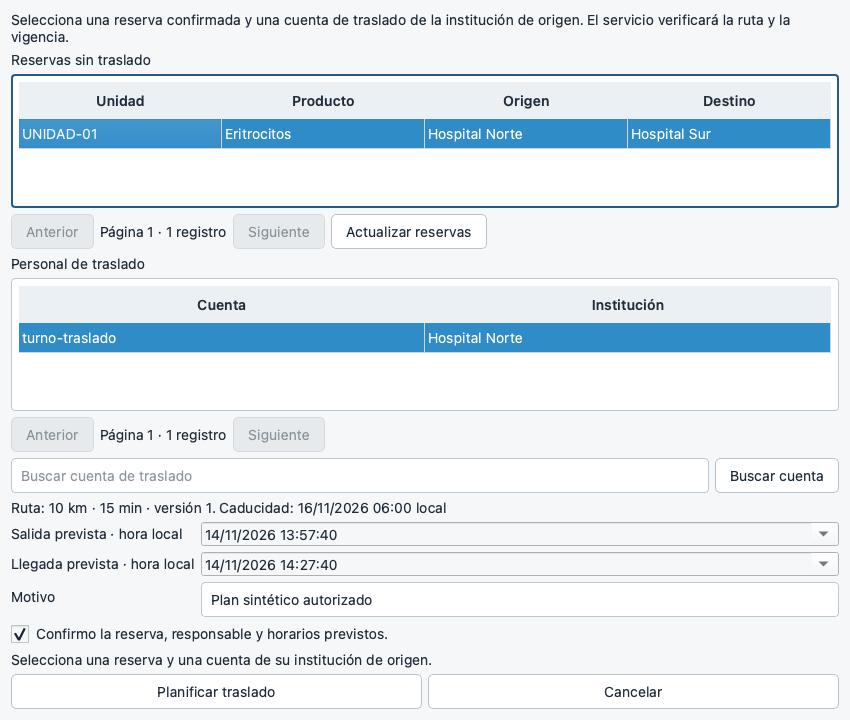 Selecciona una reserva confirmada y una cuenta de traslado de la institución de origen. El servicio verificará la ruta y la
vigencia.
Reservas sin traslado
Unidad Producto Origen Destino
UNIDAD-01 Eritrocitos Hospital Norte Hospital Sur
Anterior Página 1 · 1 registro Siguiente Actualizar reservas
Personal de traslado
Cuenta Institución
turno-traslado Hospital Norte
Anterior Página 1 · 1 registro Siguiente
Buscar cuenta de traslado Buscar cuenta
Ruta: 10 km · 15 min · versión 1. Caducidad: 16/11/2026 06:00 local
Salida prevista · hora local 14/11/2026 13:57:40
Llegada prevista · hora local 14/11/2026 14:27:40
Motivo Plan sintético autorizado
Confirmo la reserva, responsable y horarios previstos.
Selecciona una reserva y una cuenta de su institución de origen.
Planificar traslado Cancelar